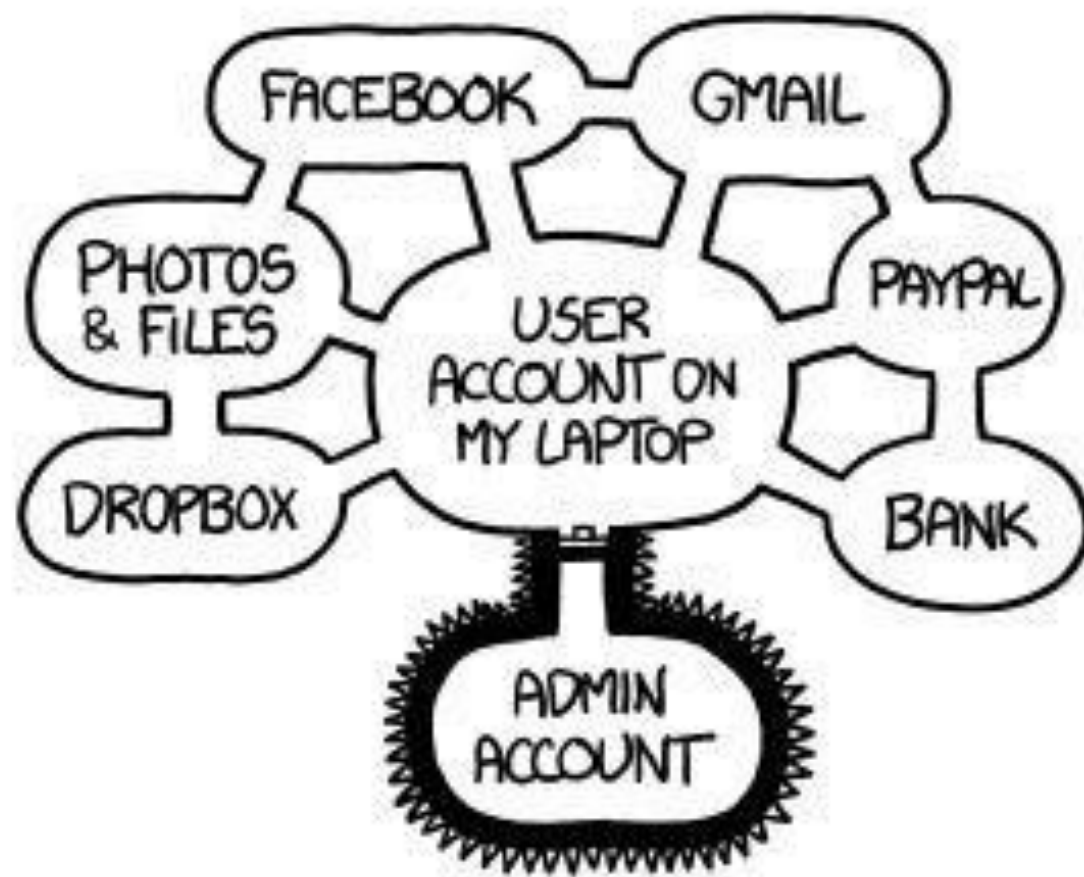 FACEBOOK
GMAIL
PHOTOS
& FILES
USER
ACCOUNT ON
MY LAPTOP
PAYPAL
DROPBOX
BANK
ADMIN
ACCOUNT